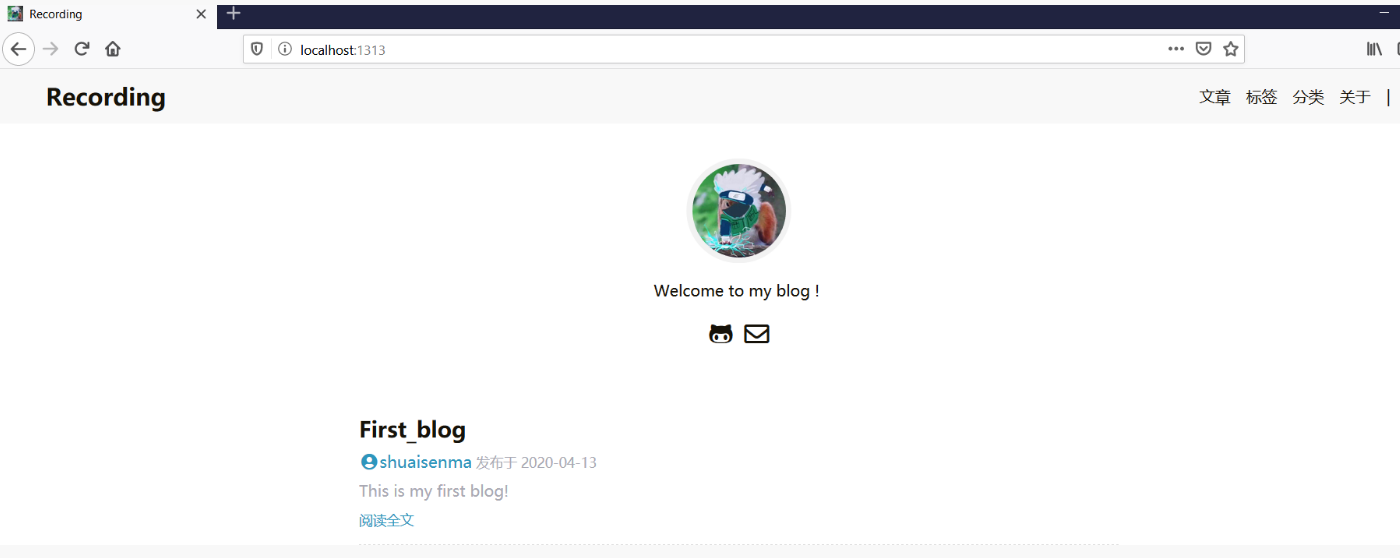 Recording
localhost:1313
Recording
文章 标签 分类 关于 |
Welcome to my blog !
First_blog
shuaisenma 发布于 2020-04-13
This is my first blog!
阅读全文